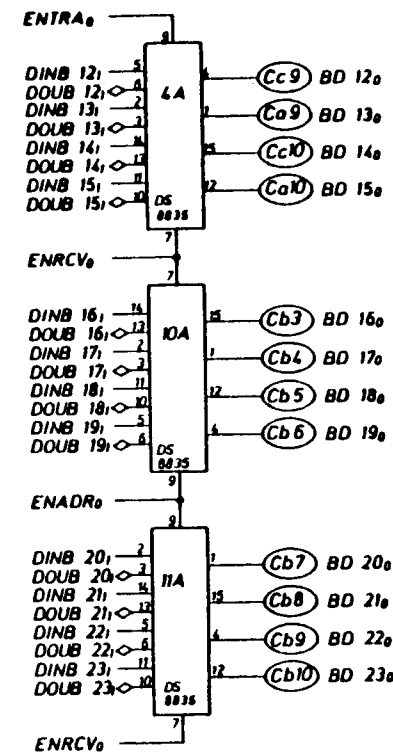 ENTRA₀
9
DINB 12₁ 5 4 Cc9 BD 12₀
DOUB 12₁ 6 4A
DINB 13₁ 2 1 Ca9 BD 13₀
DOUB 13₁ 3
DINB 14₁ 14 15 Cc10 BD 14₀
DOUB 14₁ 13
DINB 15₁ 11 12 Ca10 BD 15₀
DOUB 15₁ 10 DS
8835
7
ENRCV₀
7
DINB 16₁ 14 15 Cb3 BD 16₀
DOUB 16₁ 13 10A
DINB 17₁ 2 1 Cb4 BD 17₀
DOUB 17₁ 3
DINB 18₁ 11 12 Cb5 BD 18₀
DOUB 18₁ 10
DINB 19₁ 5 4 Cb6 BD 19₀
DOUB 19₁ 6 DS
8835
9
ENADR₀
9
DINB 20₁ 2 1 Cb7 BD 20₀
DOUB 20₁ 3 11A
DINB 21₁ 14 15 Cb8 BD 21₀
DOUB 21₁ 13
DINB 22₁ 5 4 Cb9 BD 22₀
DOUB 22₁ 6
DINB 23₁ 11 12 Cb10 BD 23₀
DOUB 23₁ 10 DS
8836
7
ENRCV₀